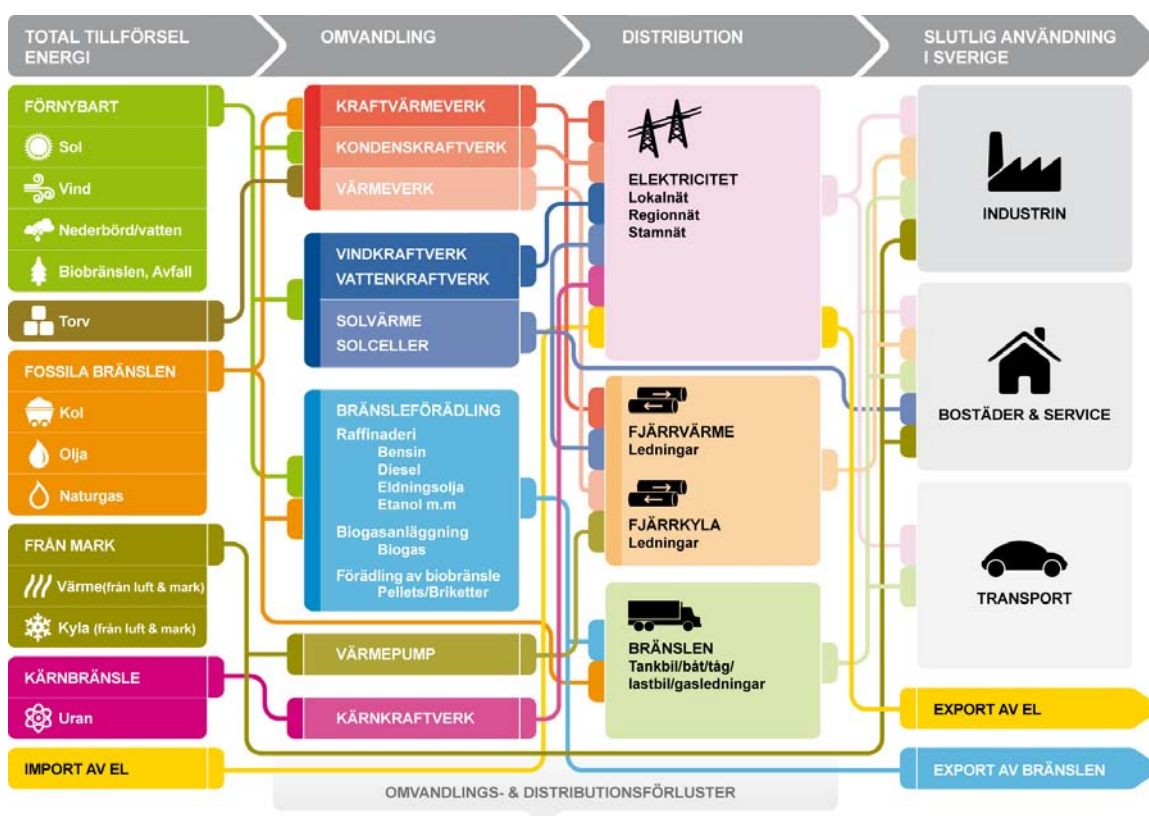 TOTAL TILLFÖRSEL
ENERGI
OMVANDLING
DISTRIBUTION
SLUTLIG ANVÄNDNING
I SVERIGE
FÖRNYBART
Sol
Vind
Nederbörd/vatten
Biobränslen, Avfall
Torv
FOSSILA BRÄNSLEN
Kol
Olja
Naturgas
FRÅN MARK
Värme(från luft & mark)
Kyla (från luft & mark)
KÄRNBRÄNSLE
Uran
IMPORT AV EL
KRAFTVÄRMEVERK
KONDENSKRAFTVERK
VÄRMEVERK
VINDKRAFTVERK
VATTENKRAFTVERK
SOLVÄRME
SOLCELLER
BRÄNSLEFÖRÄDLING
Raffinaderi
Bensin
Diesel
Eldningsolja
Etanol m.m
Biogasanläggning
Biogas
Förädling av biobränsle
Pellets/Briketter
VÄRMEPUMP
KÄRNKRAFTVERK
ELEKTRICITET
Lokalnät
Regionnät
Stamnät
FJÄRRVÄRME
Ledningar
FJÄRRKYLA
Ledningar
BRÄNSLEN
Tankbil/båt/tåg/
lastbil/gasledningar
INDUSTRIN
BOSTÄDER & SERVICE
TRANSPORT
EXPORT AV EL
EXPORT AV BRÄNSLEN
OMVANDLINGS- & DISTRIBUTIONSFÖRLUSTER